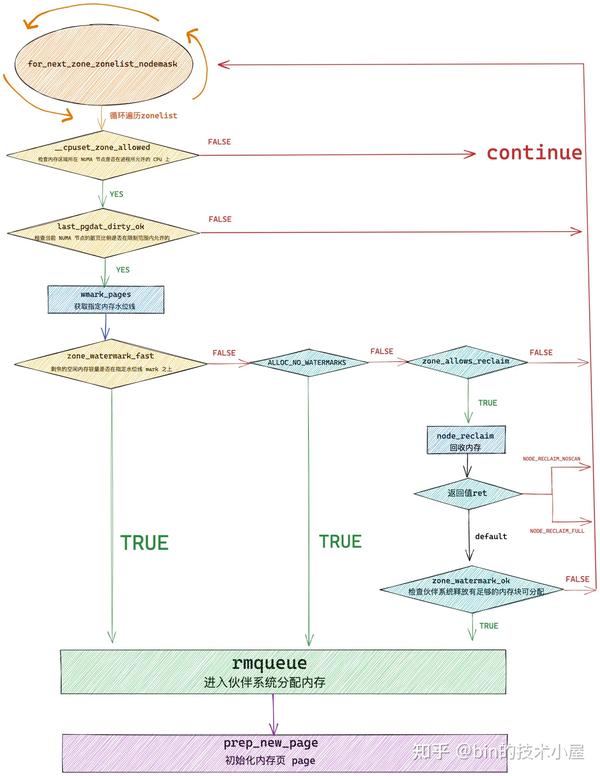 for_next_zone_zonelist_nodemask
循环遍历zonelist
__cpuset_zone_allowed
检查内存区域所在 NUMA 节点是否在进程所允许的 CPU 上
FALSE
continue
YES
last_pgdat_dirty_ok
检查当前 NUMA 节点的脏页比例是否在限制范围内允许的
FALSE
YES
wmark_pages
获取指定内存水位线
zone_watermark_fast
剩余的空闲内存容量是否在指定水位线 mark 之上
FALSE
ALLOC_NO_WATERMARKS
FALSE
zone_allows_reclaim
FALSE
TRUE
node_reclaim
回收内存
NODE_RECLAIM_NOSCAN
返回值ret
NODE_RECLAIM_FULL
default
TRUE
TRUE
zone_watermark_ok
检查伙伴系统释放有足够的内存块可分配
FALSE
TRUE
rmqueue
进入伙伴系统分配内存
prep_new_page
初始化内存页 page
知乎 @bin的技术小屋